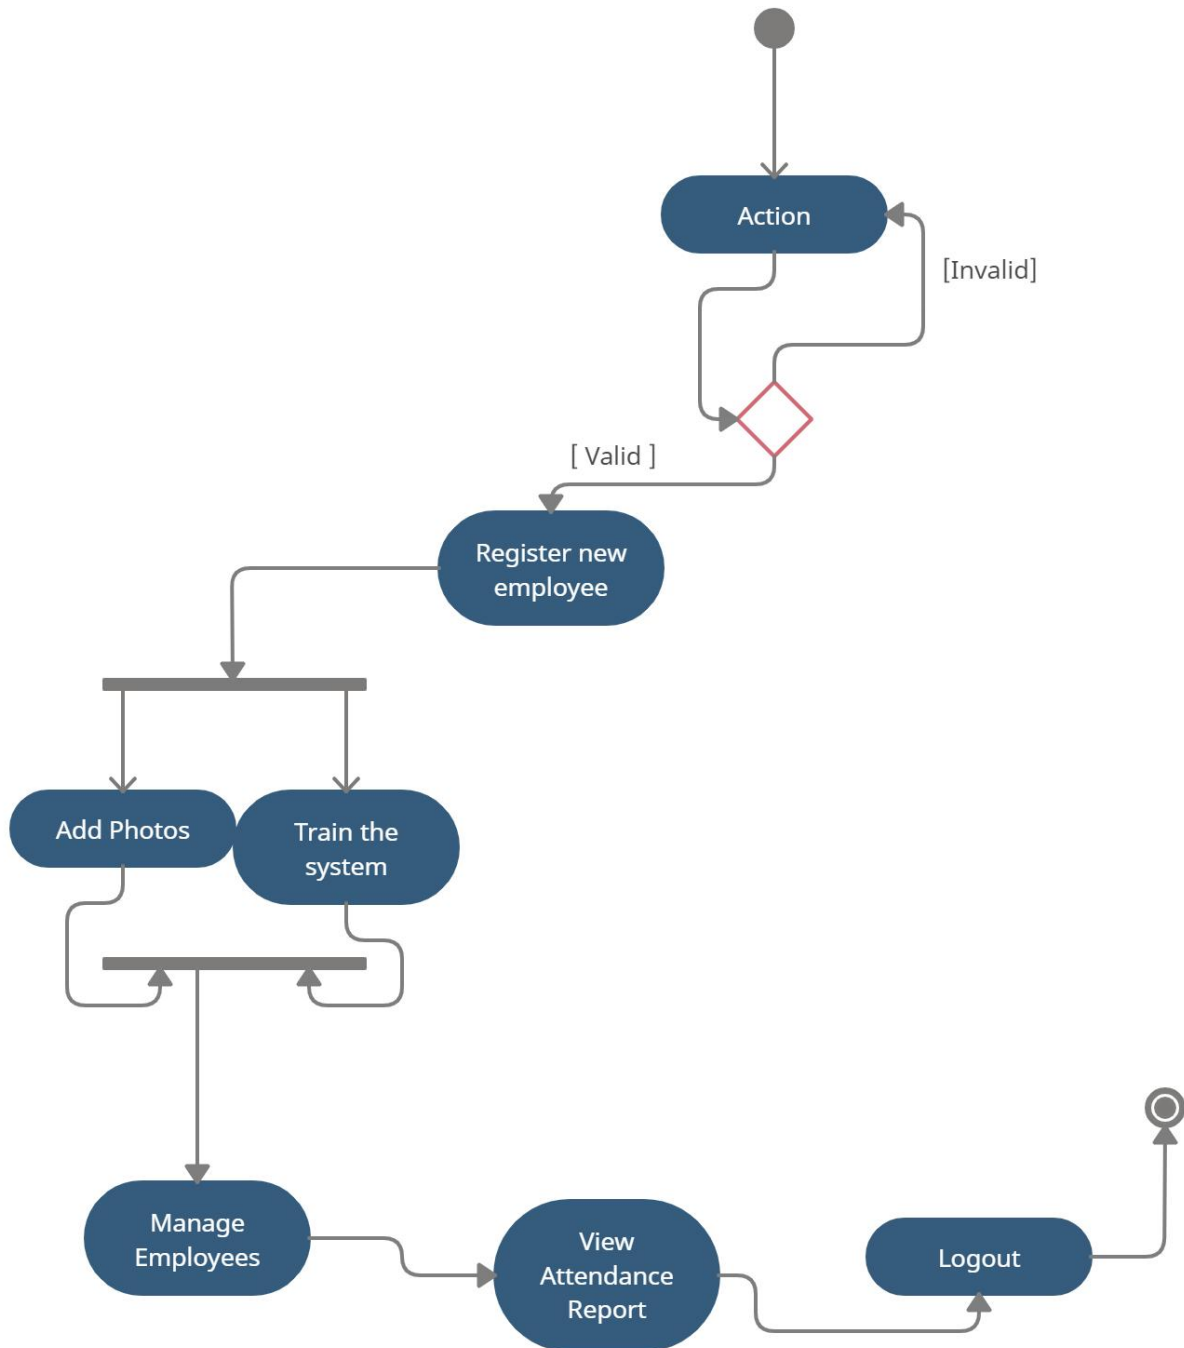 Action
[Invalid]
[ Valid ]
Register new
employee
Add Photos
Train the
system
Manage
Employees
View
Attendance
Report
Logout